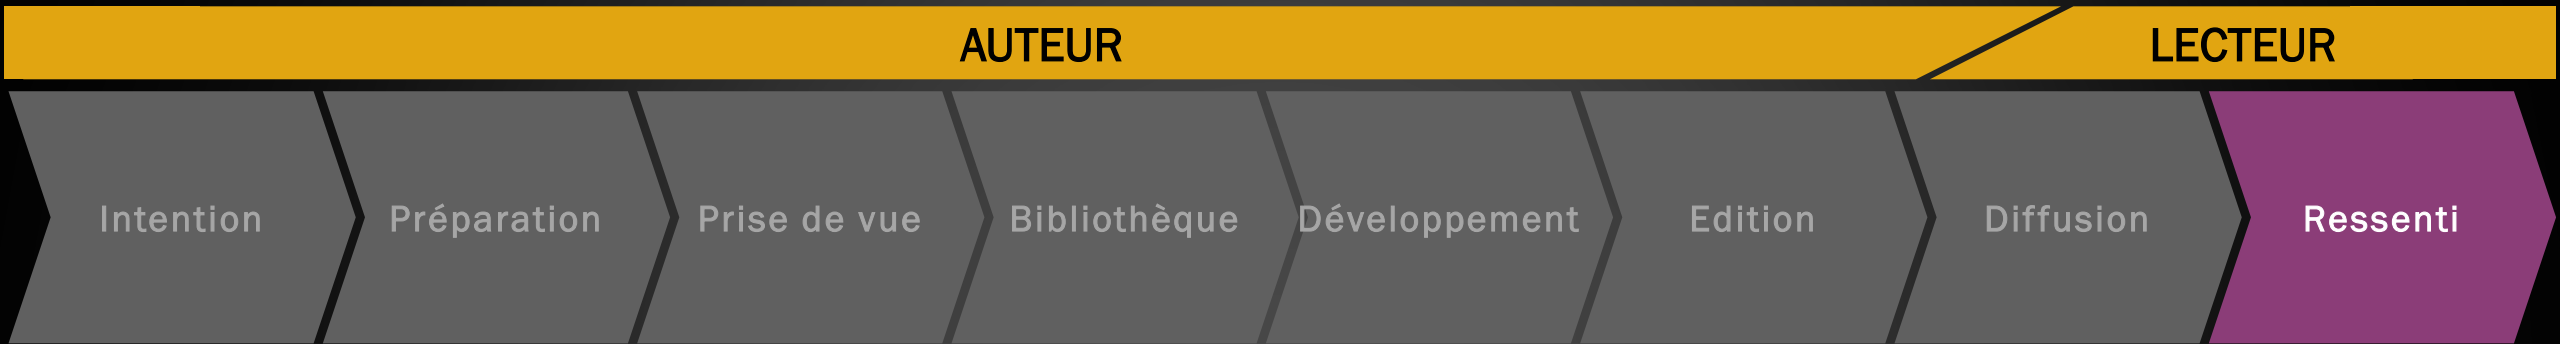 AUTEUR LECTEUR
Intention Préparation Prise de vue Bibliothèque Développement Edition Diffusion Ressenti